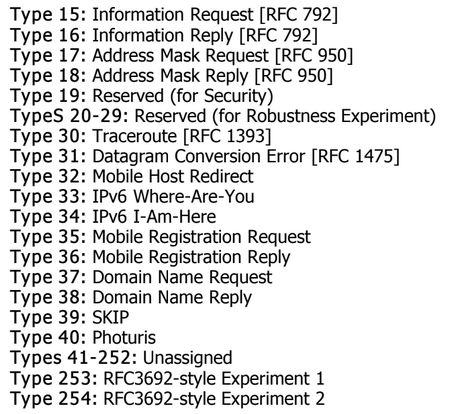 Type 15: Information Request [RFC 792]
Type 16: Information Reply [RFC 792]
Type 17: Address Mask Request [RFC 950]
Type 18: Address Mask Reply [RFC 950]
Type 19: Reserved (for Security)
TypeS 20-29: Reserved (for Robustness Experiment)
Type 30: Traceroute [RFC 1393]
Type 31: Datagram Conversion Error [RFC 1475]
Type 32: Mobile Host Redirect
Type 33: IPv6 Where-Are-You
Type 34: IPv6 I-Am-Here
Type 35: Mobile Registration Request
Type 36: Mobile Registration Reply
Type 37: Domain Name Request
Type 38: Domain Name Reply
Type 39: SKIP
Type 40: Photuris
Types 41-252: Unassigned
Type 253: RFC3692-style Experiment 1
Type 254: RFC3692-style Experiment 2